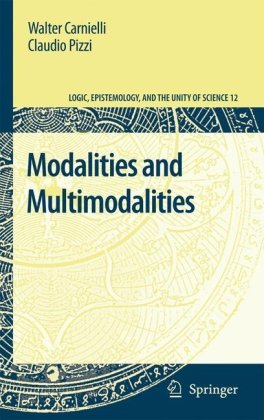 Walter Carnielli
Claudio Pizzi
LOGIC, EPISTEMOLOGY, AND THE UNITY OF SCIENCE 12
Modalities and
Multimodalities
Springer